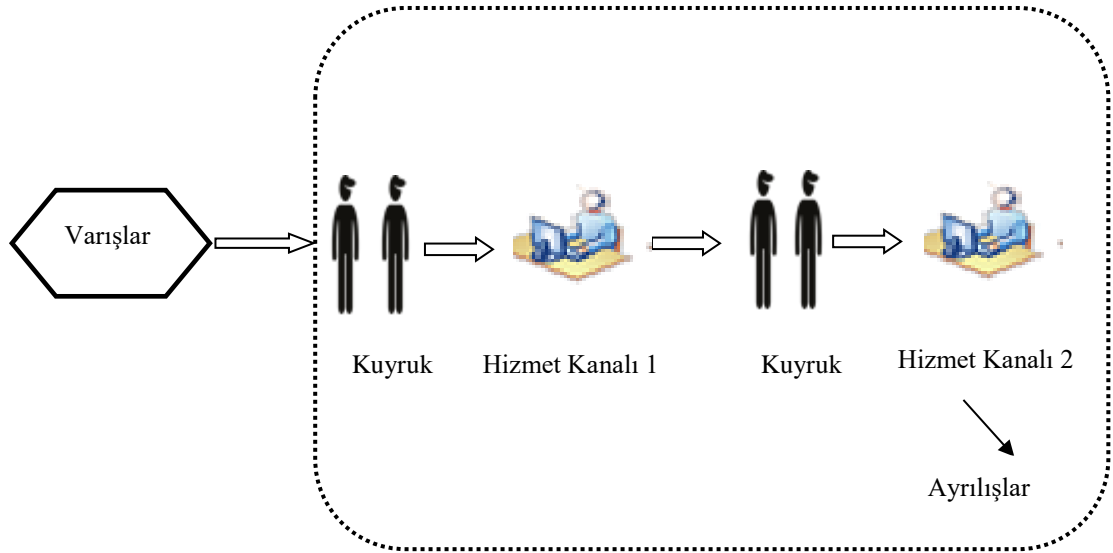 Varışlar
Kuyruk
Hizmet Kanalı 1
Kuyruk
Hizmet Kanalı 2
Ayrılışlar